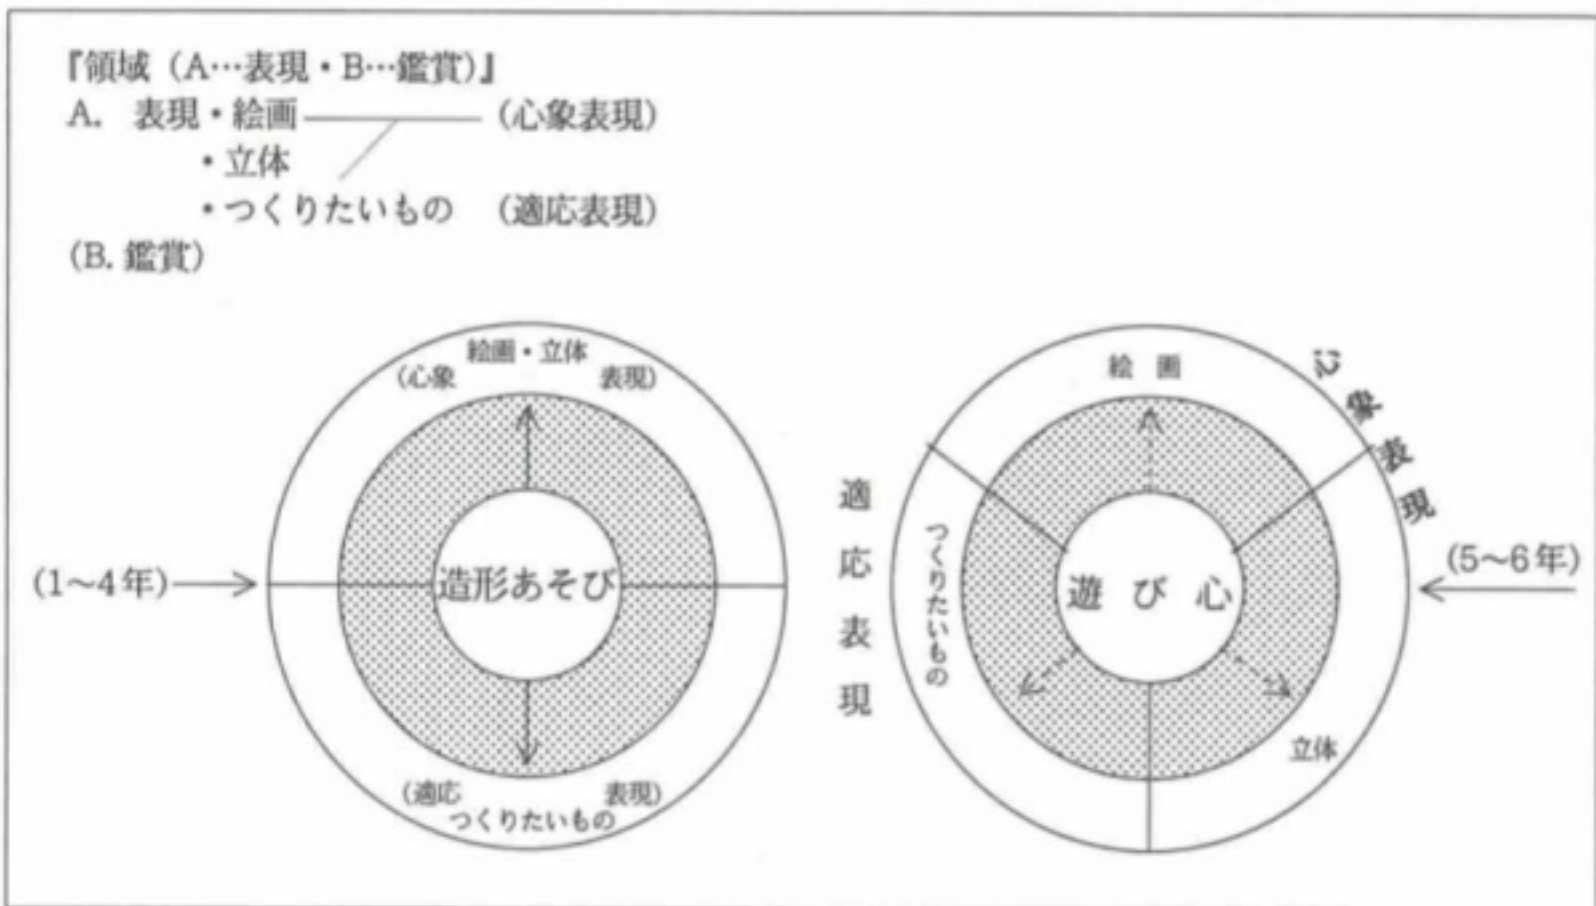 『領域（A…表現・B…鑑賞）』
A. 表現・絵画 （心象表現）
・立体
・つくりたいもの （適応表現）
（B. 鑑賞）
絵画・立体
（心象 表現）
（1～4年）
造形あそび
（適応 表現）
つくりたいもの
絵 画
心象表現
適応表現
つくりたいもの
遊 び 心
立体
（5～6年）